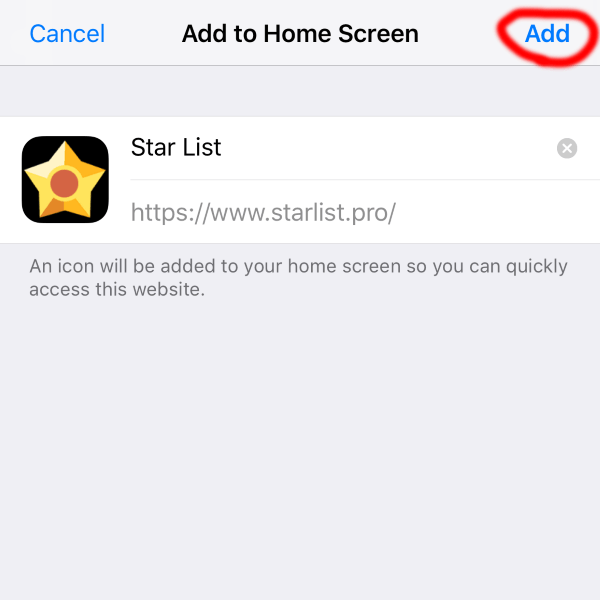 Cancel Add to Home Screen Add
Star List
https://www.starlist.pro/
An icon will be added to your home screen so you can quickly
access this website.